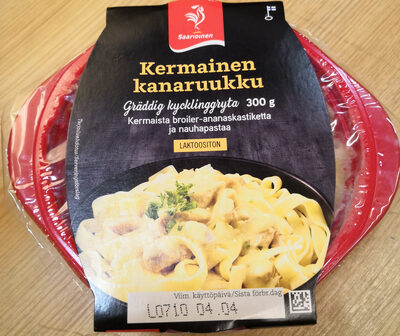 Saarioinen
Kermainen
kanaruukku
Gräddig kycklinggryta 300 g
Kermaista broiler-ananaskastiketta
ja nauhapastaa
LAKTOOSITON
Viim. käyttöpäivä/Sista förbr.dag
L0710 04.04